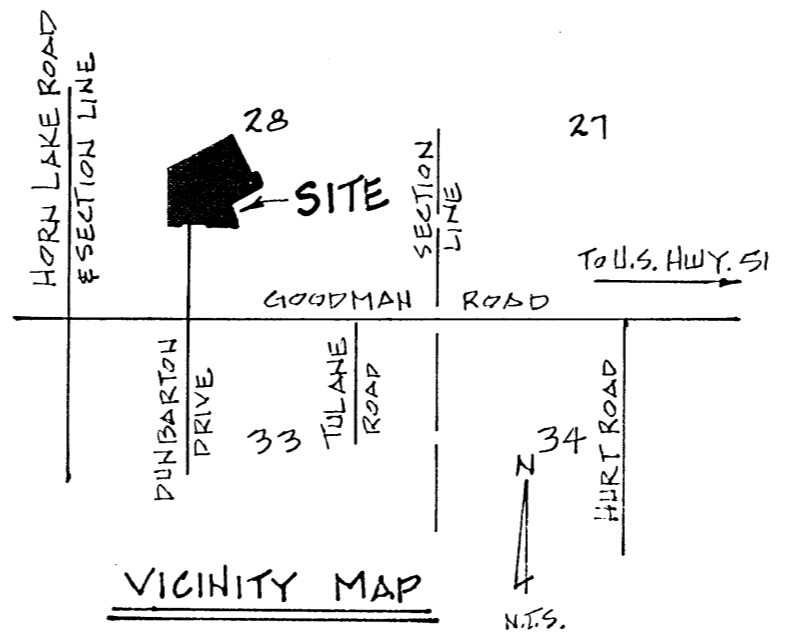 HORN LAKE ROAD
& SECTION LINE
28
27
SITE
SECTION
LINE
TO U.S. HWY. 51
GOODMAN ROAD
DUNBARTON
DRIVE
33
TULANE
ROAD
34
HURT ROAD
N
VICINITY MAP
N.T.S.